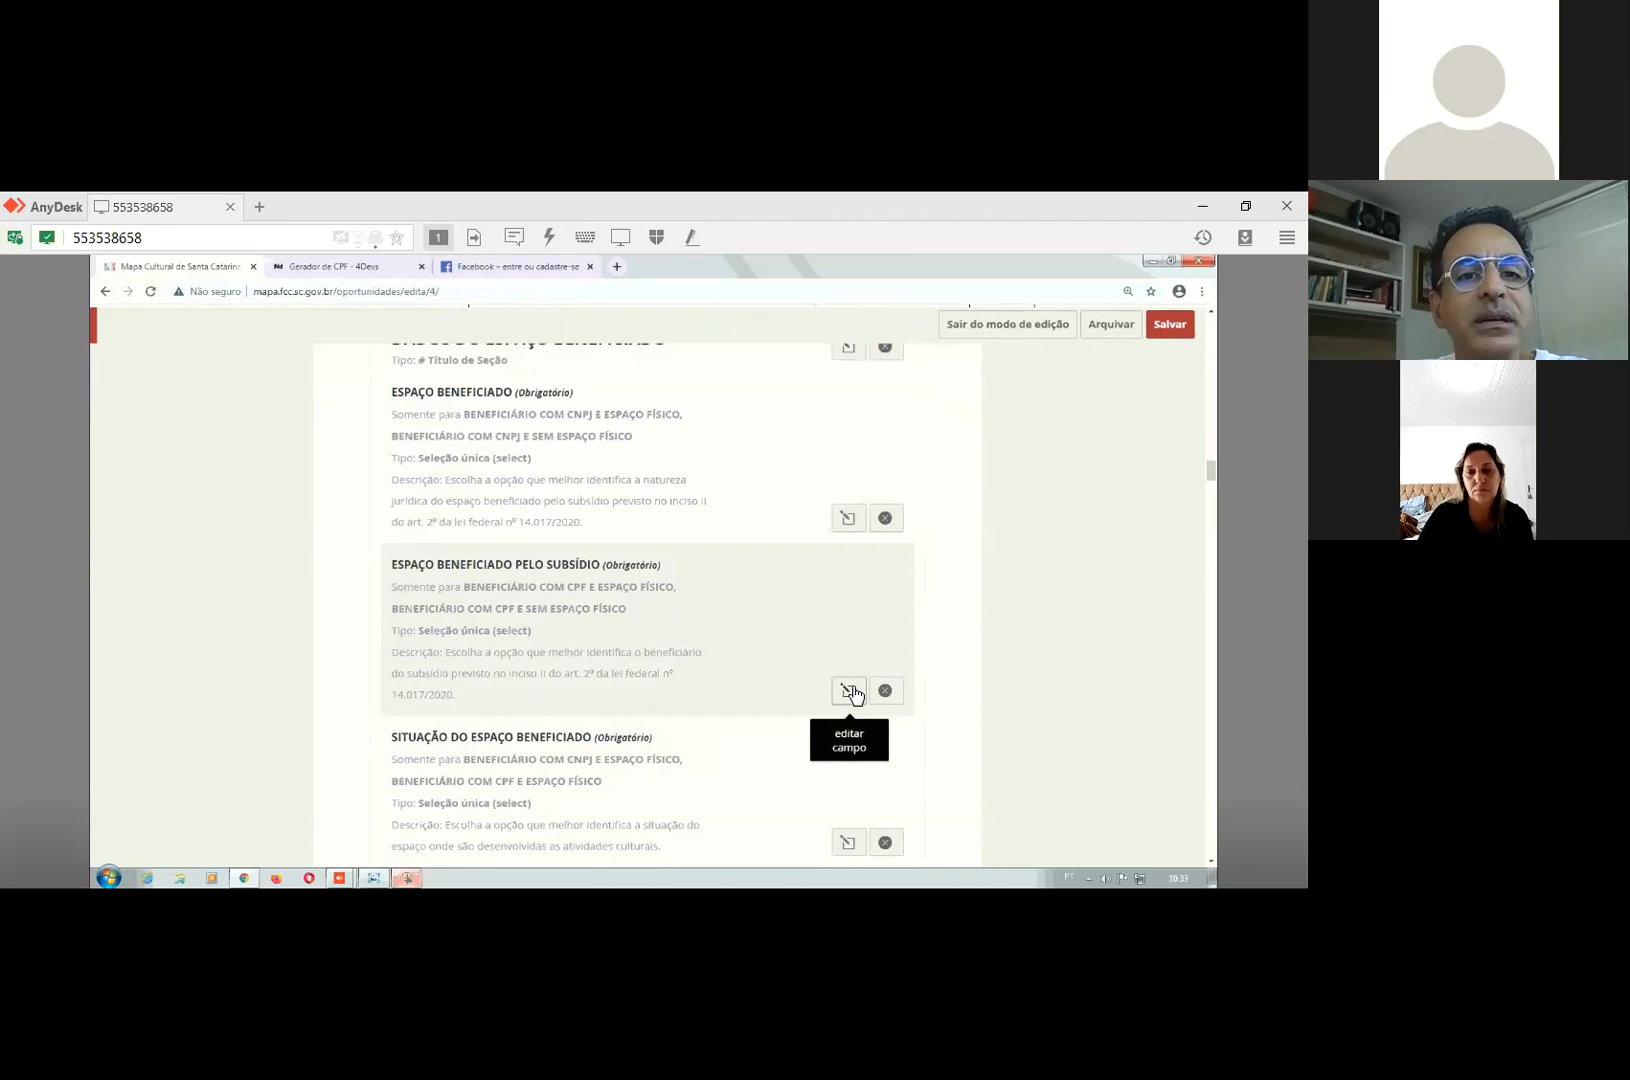 AnyDesk
553538658
553538658
1
Mapa Cultural de Santa Catarina
Gerador de CPF - 4Devs
Facebook – entre ou cadastre-se
Não seguro
mapa.fcc.sc.gov.br/oportunidades/edita/4/
Sair do modo de edição
Arquivar
Salvar
DADOS DO ESPAÇO BENEFICIADO
Tipo: # Título de Seção
ESPAÇO BENEFICIADO (Obrigatório)
Somente para BENEFICIÁRIO COM CNPJ E ESPAÇO FÍSICO,
BENEFICIÁRIO COM CNPJ E SEM ESPAÇO FÍSICO
Tipo: Seleção única (select)
Descrição: Escolha a opção que melhor identifica a natureza
jurídica do espaço beneficiado pelo subsídio previsto no inciso II
do art. 2º da lei federal nº 14.017/2020.
ESPAÇO BENEFICIADO PELO SUBSÍDIO (Obrigatório)
Somente para BENEFICIÁRIO COM CPF E ESPAÇO FÍSICO,
BENEFICIÁRIO COM CPF E SEM ESPAÇO FÍSICO
Tipo: Seleção única (select)
Descrição: Escolha a opção que melhor identifica o beneficiário
do subsídio previsto no inciso II do art. 2º da lei federal nº
14.017/2020.
editar
campo
SITUAÇÃO DO ESPAÇO BENEFICIADO (Obrigatório)
Somente para BENEFICIÁRIO COM CNPJ E ESPAÇO FÍSICO,
BENEFICIÁRIO COM CPF E ESPAÇO FÍSICO
Tipo: Seleção única (select)
Descrição: Escolha a opção que melhor identifica a situação do
espaço onde são desenvolvidas as atividades culturais.
PT
10:33